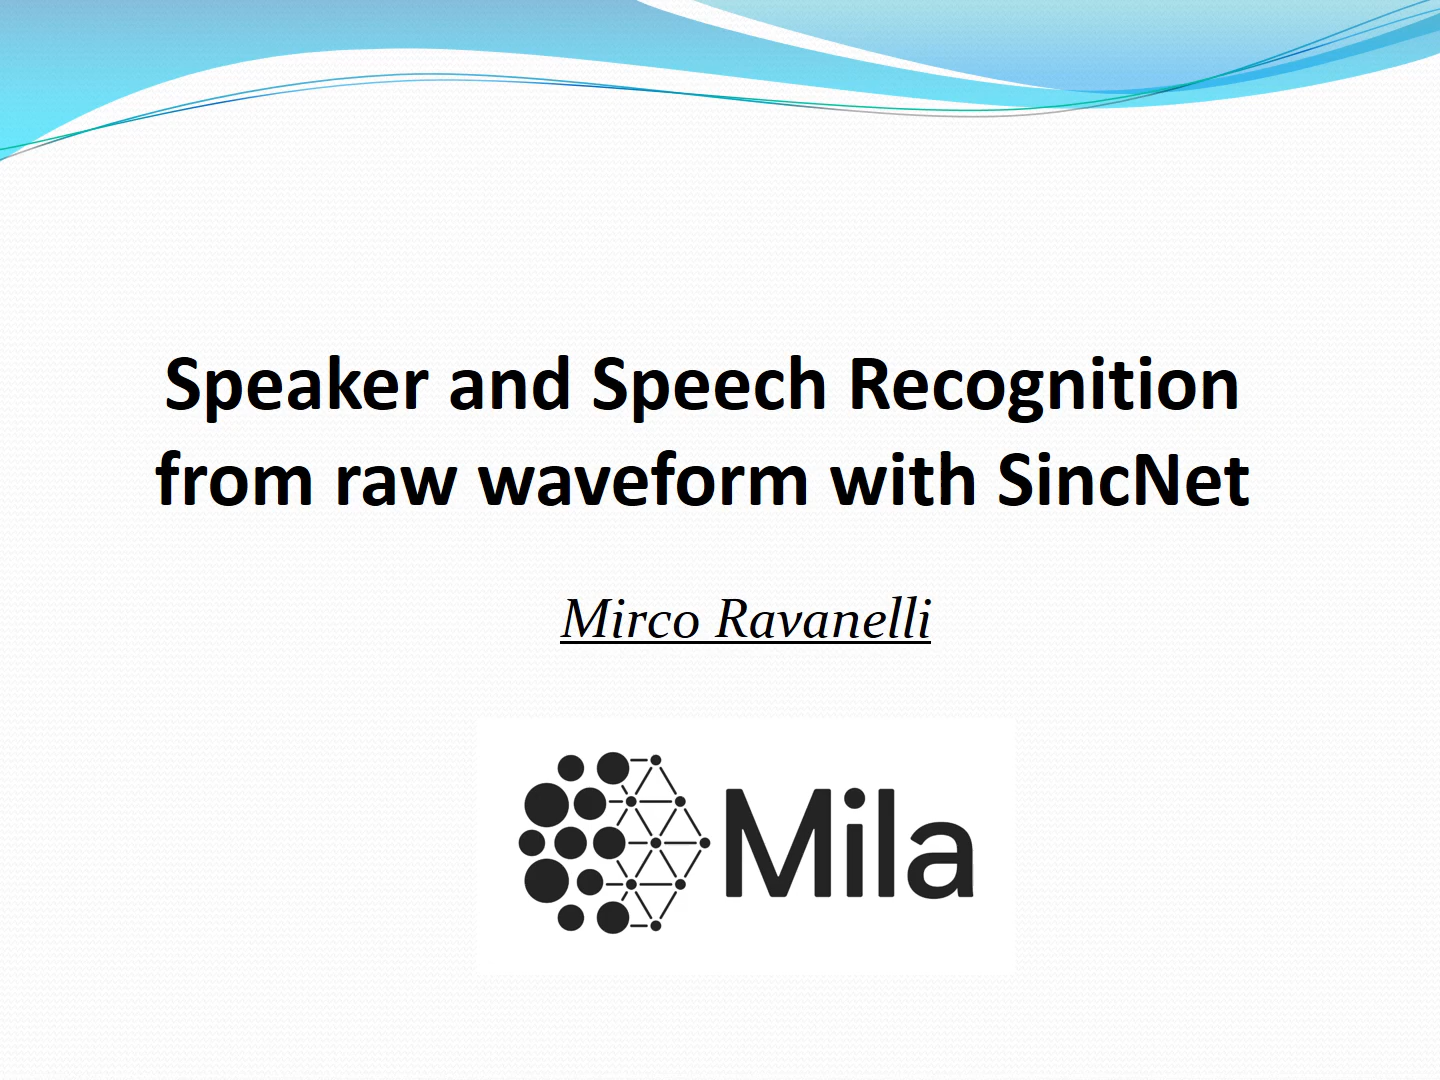 Speaker and Speech Recognition
from raw waveform with SincNet
Mirco Ravanelli
Mila